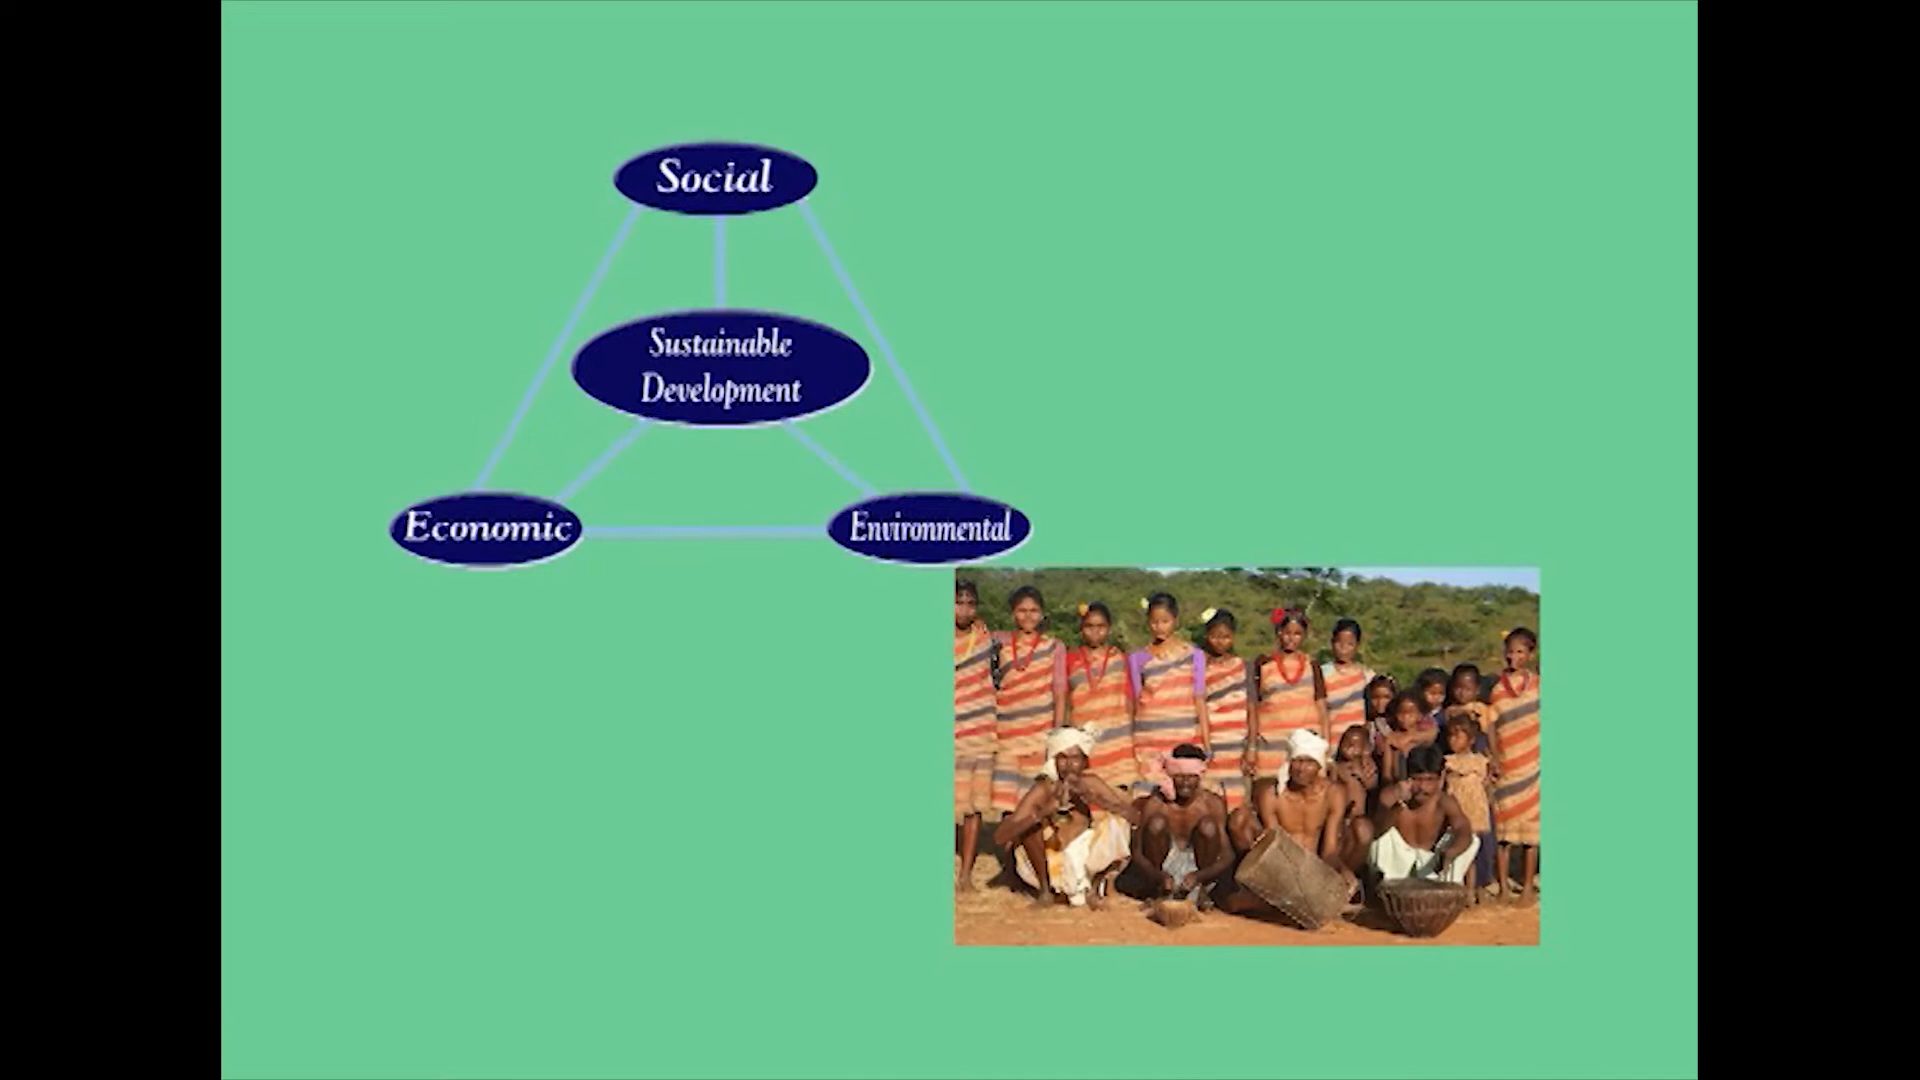 Social
Sustainable
Development
Economic
Environmental